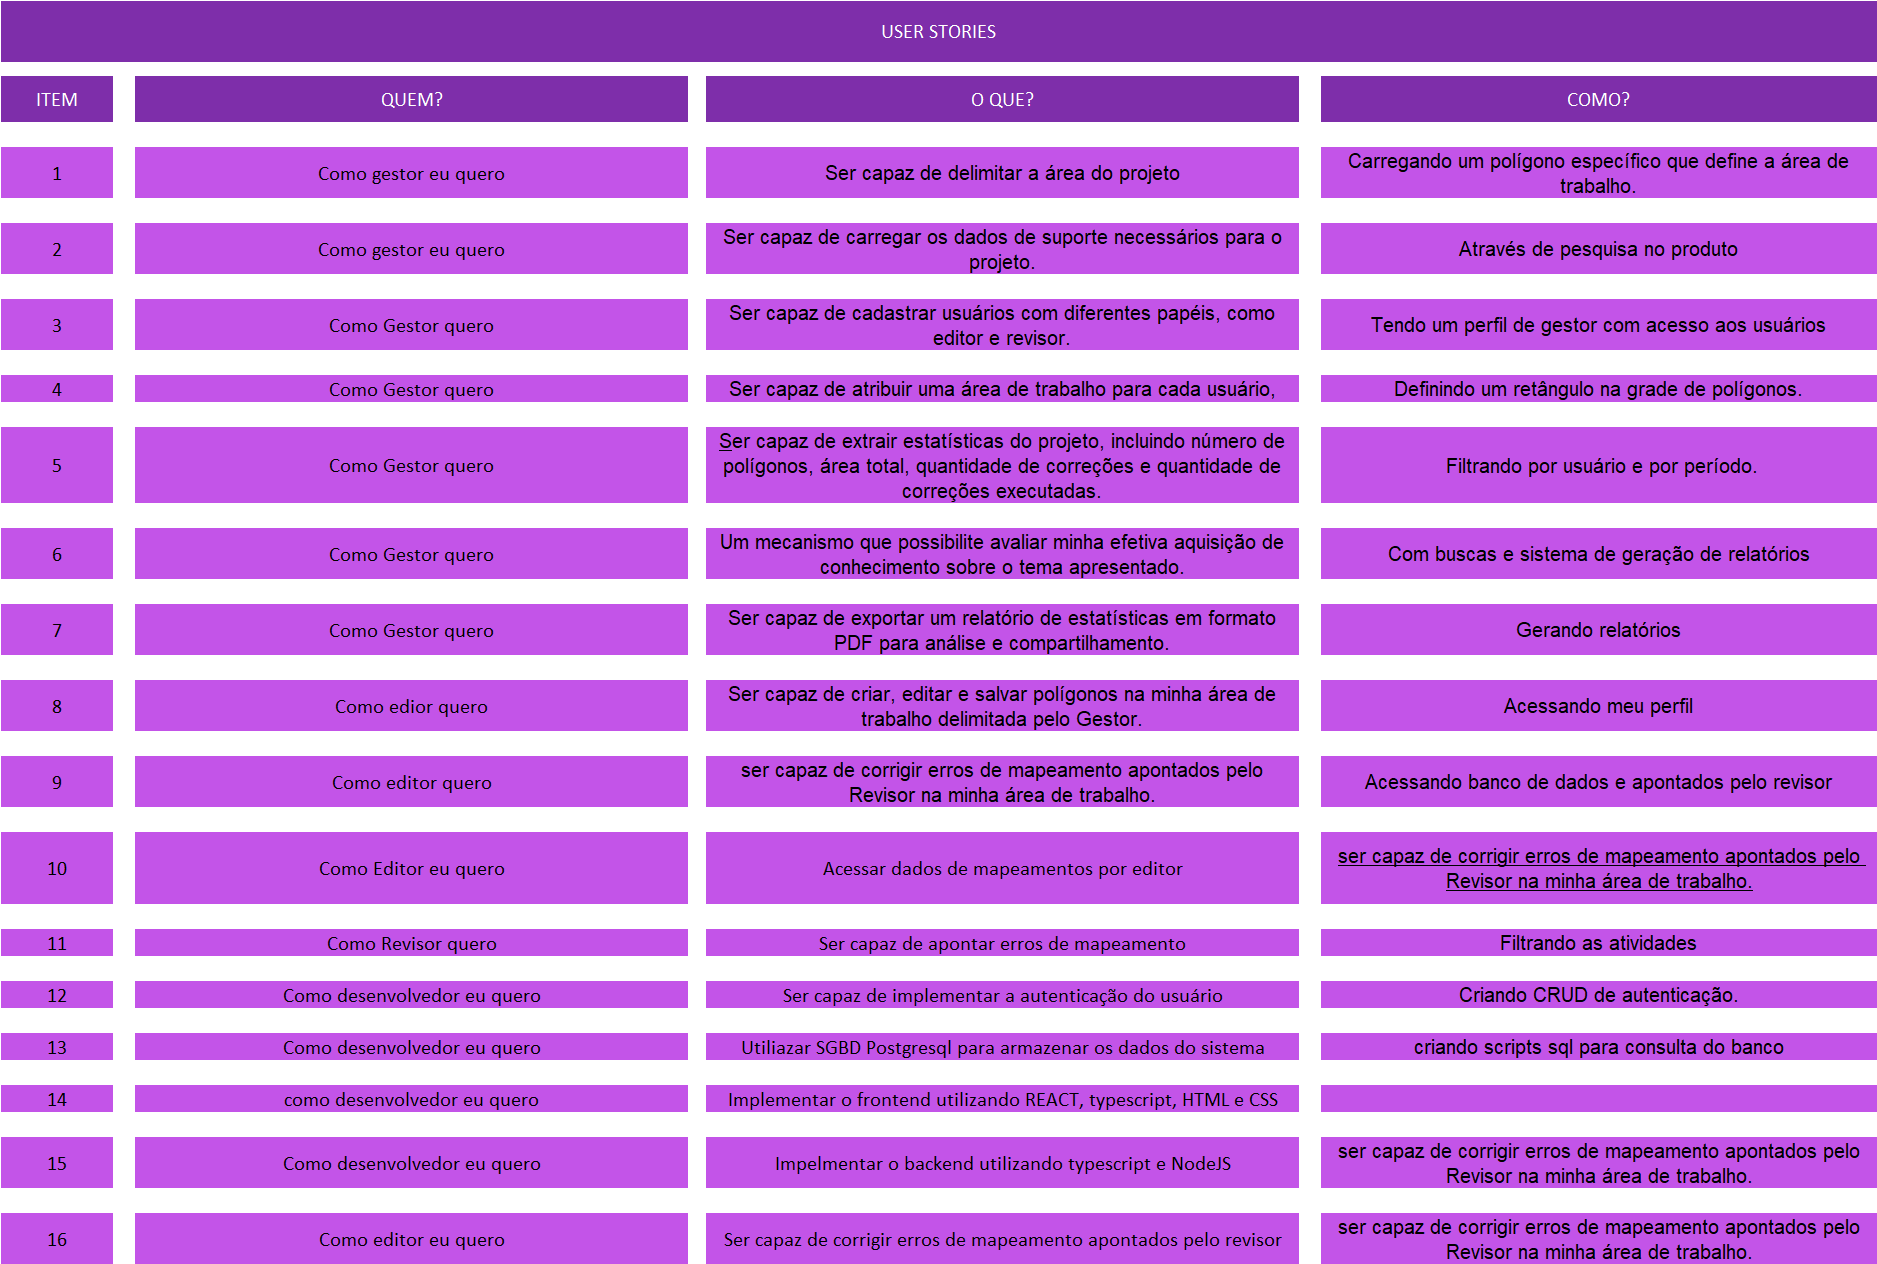 USER STORIES
ITEM QUEM? O QUE? COMO?
1 Como gestor eu quero Ser capaz de delimitar a área do projeto Carregando um polígono específico que define a área de
trabalho.
2 Como gestor eu quero Ser capaz de carregar os dados de suporte necessários para o
projeto. Através de pesquisa no produto
3 Como Gestor quero Ser capaz de cadastrar usuários com diferentes papéis, como
editor e revisor. Tendo um perfil de gestor com acesso aos usuários
4 Como Gestor quero Ser capaz de atribuir uma área de trabalho para cada usuário, Definindo um retângulo na grade de polígonos.
5 Como Gestor quero Ser capaz de extrair estatísticas do projeto, incluindo número de
polígonos, área total, quantidade de correções e quantidade de
correções executadas. Filtrando por usuário e por período.
6 Como Gestor quero Um mecanismo que possibilite avaliar minha efetiva aquisição de
conhecimento sobre o tema apresentado. Com buscas e sistema de geração de relatórios
7 Como Gestor quero Ser capaz de exportar um relatório de estatísticas em formato
PDF para análise e compartilhamento. Gerando relatórios
8 Como edior quero Ser capaz de criar, editar e salvar polígonos na minha área de
trabalho delimitada pelo Gestor. Acessando meu perfil
9 Como editor quero ser capaz de corrigir erros de mapeamento apontados pelo
Revisor na minha área de trabalho. Acessando banco de dados e apontados pelo revisor
10 Como Editor eu quero Acessar dados de mapeamentos por editor ser capaz de corrigir erros de mapeamento apontados pelo
Revisor na minha área de trabalho.
11 Como Revisor quero Ser capaz de apontar erros de mapeamento Filtrando as atividades
12 Como desenvolvedor eu quero Ser capaz de implementar a autenticação do usuário Criando CRUD de autenticação.
13 Como desenvolvedor eu quero Utiliazar SGBD Postgresql para armazenar os dados do sistema criando scripts sql para consulta do banco
14 como desenvolvedor eu quero Implementar o frontend utilizando REACT, typescript, HTML e CSS
15 Como desenvolvedor eu quero Impelmentar o backend utilizando typescript e NodeJS ser capaz de corrigir erros de mapeamento apontados pelo
Revisor na minha área de trabalho.
16 Como editor eu quero Ser capaz de corrigir erros de mapeamento apontados pelo revisor ser capaz de corrigir erros de mapeamento apontados pelo
Revisor na minha área de trabalho.